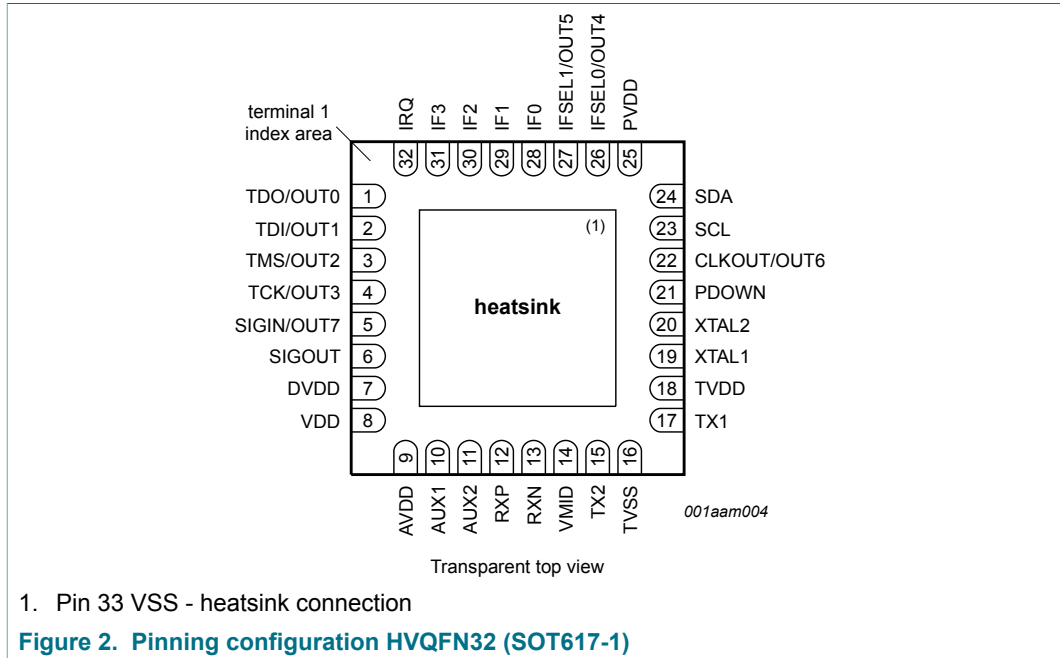 IRQ
IF3
IF2
IF1
IF0
IFSEL1/OUT5
IFSEL0/OUT4
PVDD
terminal 1
index area
32
31
30
29
28
27
26
25
TDO/OUT0 1
TDI/OUT1 2
TMS/OUT2 3
TCK/OUT3 4
SIGIN/OUT7 5
SIGOUT 6
DVDD 7
VDD 8
(1)
heatsink
24 SDA
23 SCL
22 CLKOUT/OUT6
21 PDOWN
20 XTAL2
19 XTAL1
18 TVDD
17 TX1
9
10
11
12
13
14
15
16
AVDD
AUX1
AUX2
RXP
RXN
VMID
TX2
TVSS
001aam004
Transparent top view
1. Pin 33 VSS - heatsink connection
Figure 2. Pinning configuration HVQFN32 (SOT617-1)